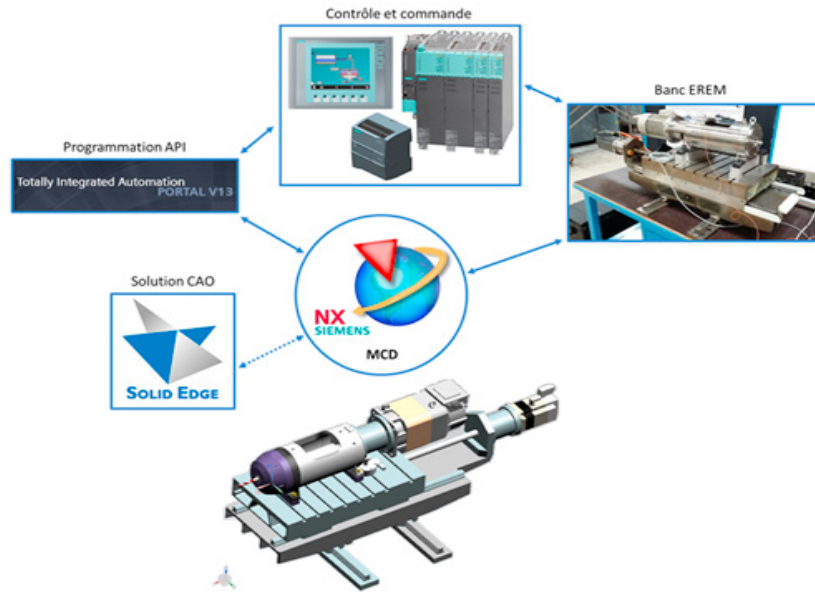 Contrôle et commande
Banc EREM
Programmation API
Totally Integrated Automation
PORTAL V13
Solution CAO
NX
SIEMENS
MCD
SOLID EDGE